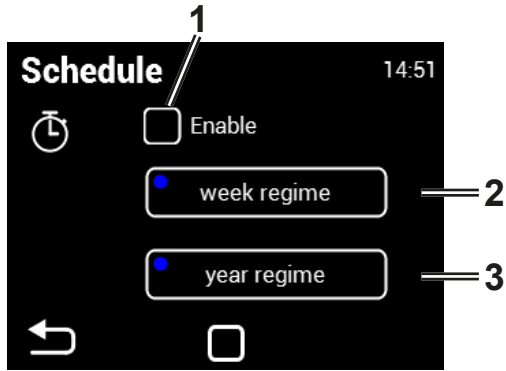 1
Schedule 14:51
Enable
week regime 2
year regime 3